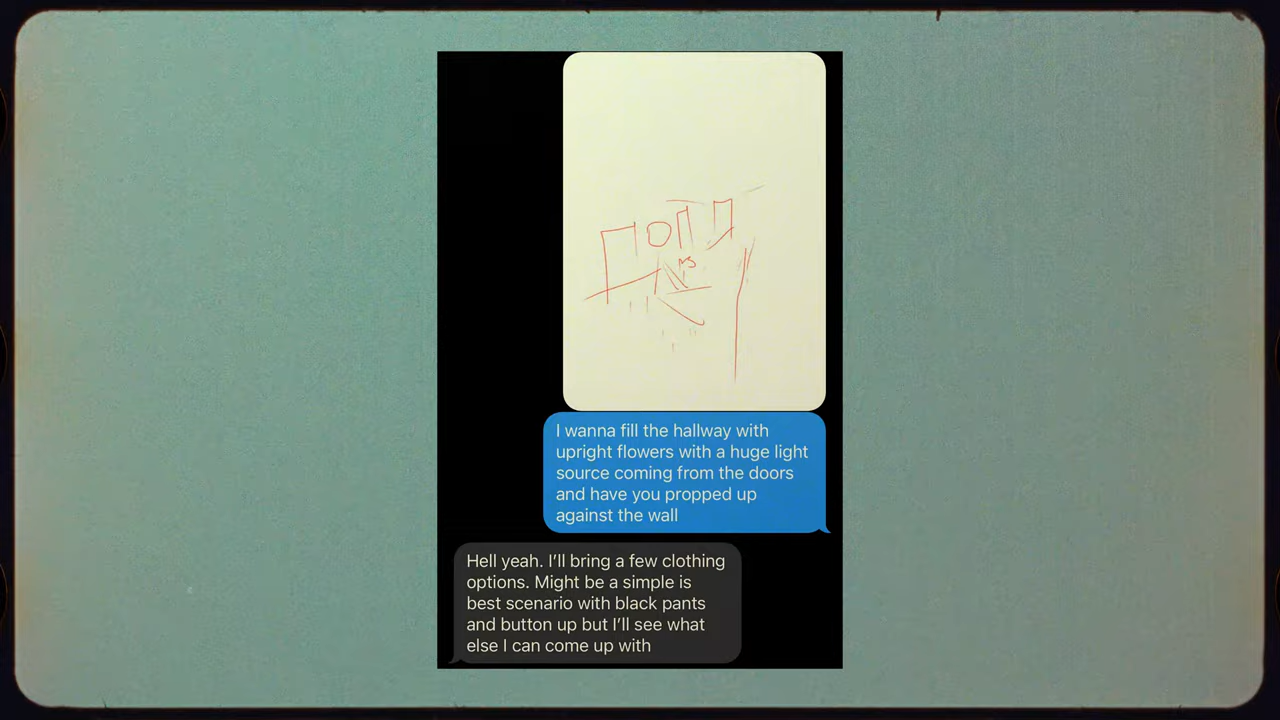 I wanna fill the hallway with
upright flowers with a huge light
source coming from the doors
and have you propped up
against the wall
Hell yeah. I'll bring a few clothing
options. Might be a simple is
best scenario with black pants
and button up but I'll see what
else I can come up with